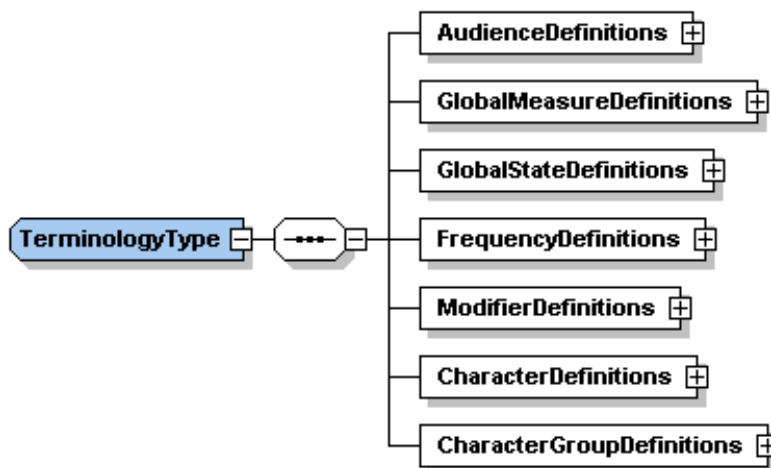 AudienceDefinitions
GlobalMeasureDefinitions
GlobalStateDefinitions
TerminologyType
FrequencyDefinitions
ModifierDefinitions
CharacterDefinitions
CharacterGroupDefinitions